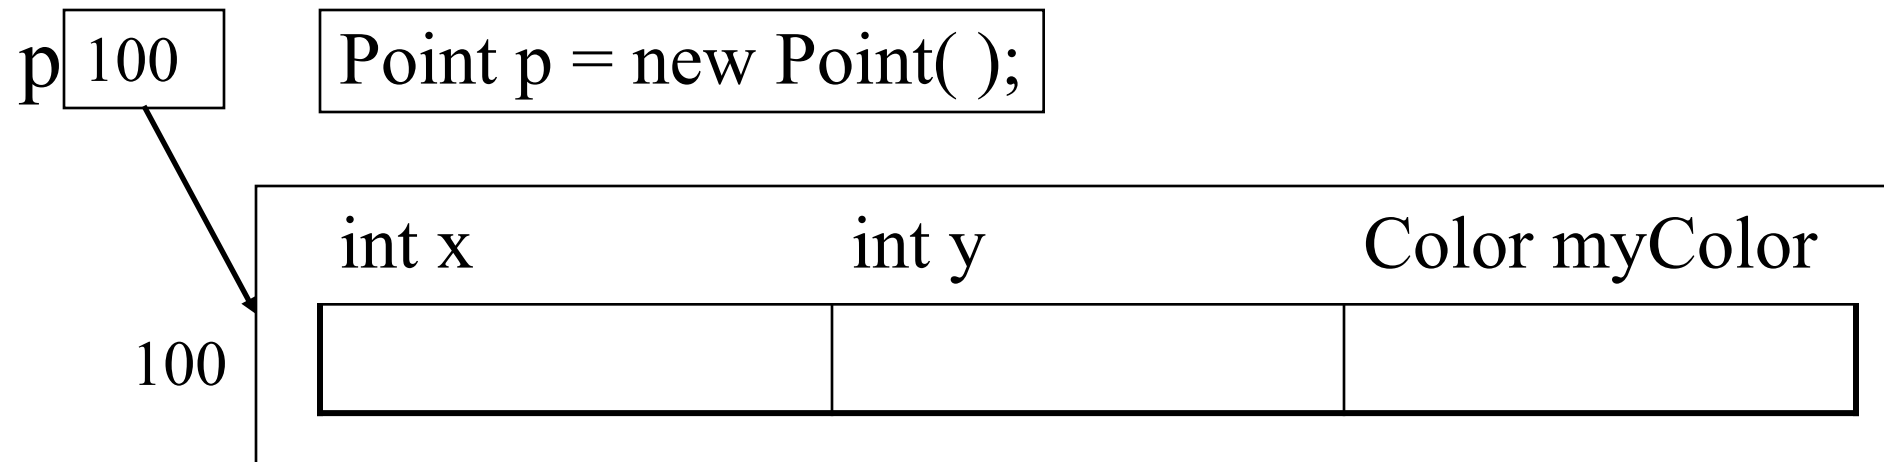 p 100 Point p = new Point( );
int x int y Color myColor
100